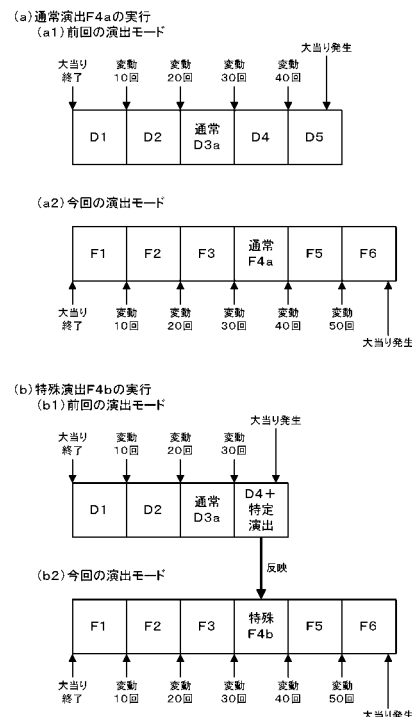 (a)通常演出F4aの実行
(a1)前回の演出モード
大当り発生
大当り 変動 変動 変動 変動
終了 10回 20回 30回 40回
D1 D2 通常 D4 D5
D3a
(a2)今回の演出モード
F1 F2 F3 通常 F5 F6
F4a
大当り 変動 変動 変動 変動 変動
終了 10回 20回 30回 40回 50回
大当り発生
(b)特殊演出F4bの実行
(b1)前回の演出モード
大当り発生
大当り 変動 変動 変動
終了 10回 20回 30回
D1 D2 通常 D4+
D3a 特定
演出
反映
(b2)今回の演出モード
F1 F2 F3 特殊 F5 F6
F4b
大当り 変動 変動 変動 変動 変動
終了 10回 20回 30回 40回 50回
大当り発生